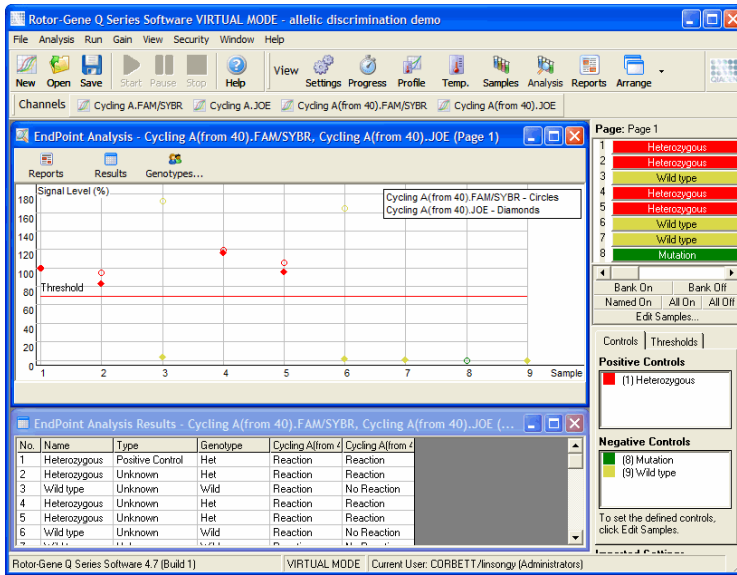 Rotor-Gene Q Series Software VIRTUAL MODE - allelic discrimination demo
File Analysis Run Gain View Security Window Help
New Open Save Start Pause Stop Help View Settings Progress Profile Temp. Samples Analysis Reports Arrange
Channels Cycling A.FAM/SYBR Cycling A.JOE Cycling A(from 40).FAM/SYBR Cycling A(from 40).JOE
EndPoint Analysis - Cycling A(from 40).FAM/SYBR, Cycling A(from 40).JOE (Page 1)
Reports Results Genotypes...
Signal Level (%)
Cycling A(from 40).FAM/SYBR - Circles
Cycling A(from 40).JOE - Diamonds
180
160
140
120
100
80
60
40
20
0
Threshold
1 2 3 4 5 6 7 8 9 Sample
Page: Page 1
1 Heterozygous
2 Heterozygous
3 Wild type
4 Heterozygous
5 Heterozygous
6 Wild type
7 Wild type
8 Mutation
Bank On Bank Off
Named On All On All Off
Edit Samples...
Controls Thresholds
Positive Controls
(1) Heterozygous
Negative Controls
(8) Mutation
(9) Wild type
To set the defined controls,
click Edit Samples.
EndPoint Analysis Results - Cycling A(from 40).FAM/SYBR, Cycling A(from 40).JOE (...
No. Name Type Genotype Cycling A(from 4 Cycling A(from 4
1 Heterozygous Positive Control Het Reaction Reaction
2 Heterozygous Unknown Het Reaction Reaction
3 Wild type Unknown Wild Reaction No Reaction
4 Heterozygous Unknown Het Reaction Reaction
5 Heterozygous Unknown Het Reaction Reaction
6 Wild type Unknown Wild Reaction No Reaction
Rotor-Gene Q Series Software 4.7 (Build 1) VIRTUAL MODE Current User: CORBETT/linsongy (Administrators)